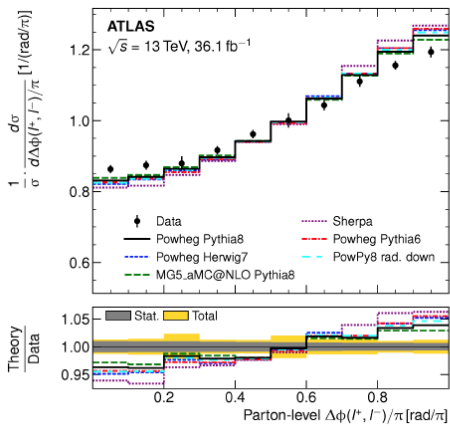 ATLAS
√s = 13 TeV, 36.1 fb⁻¹
1/σ · dσ/dΔϕ(l⁺, l⁻)/π [1/(rad/π)]
1.2
1.0
0.8
0.6
Data
Powheg Pythia8
Powheg Herwig7
MG5_aMC@NLO Pythia8
Sherpa
Powheg Pythia6
PowPy8 rad. down
Theory
Data
1.05
1.00
0.95
Stat.
Total
0.2 0.4 0.6 0.8
Parton-level Δϕ(l⁺, l⁻)/π [rad/π]